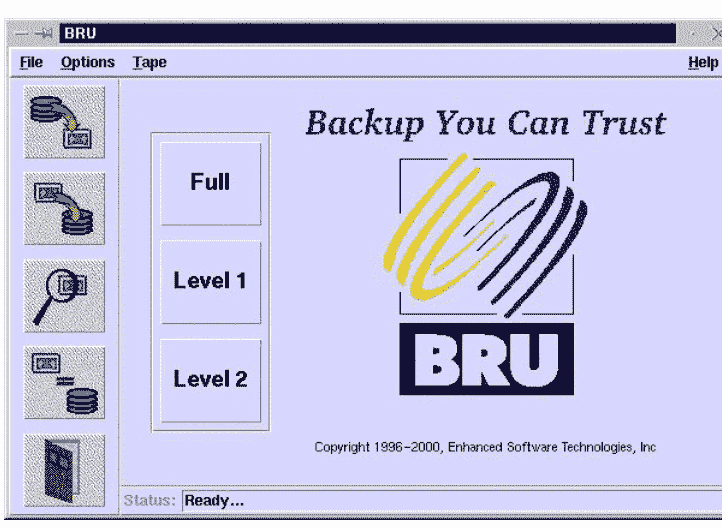 BRU
File Options Tape Help
Backup You Can Trust
Full
Level 1
Level 2
BRU
Copyright 1996-2000, Enhanced Software Technologies, Inc
Status: Ready...